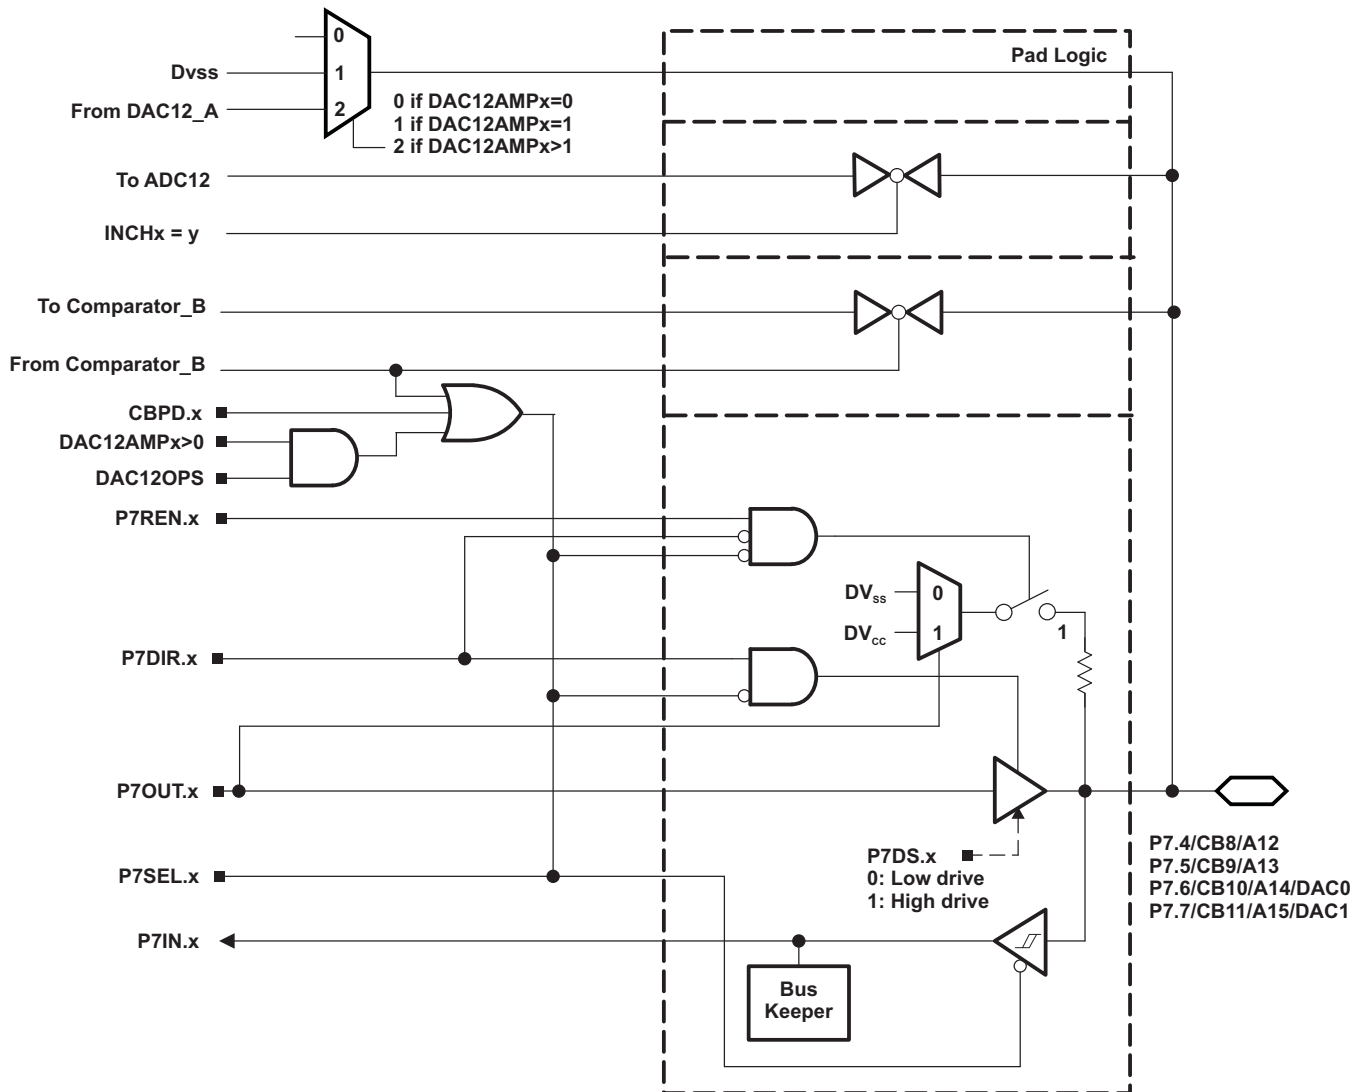 0
Pad Logic
Dvss
1
From DAC12_A
2
0 if DAC12AMPx=0
1 if DAC12AMPx=1
2 if DAC12AMPx>1
To ADC12
INCHx = y
To Comparator_B
From Comparator_B
CBPD.x
DAC12AMPx>0
DAC12OPS
P7REN.x
DVss
0
DVcc
1
1
P7DIR.x
P7OUT.x
P7DS.x
0: Low drive
1: High drive
P7.4/CB8/A12
P7.5/CB9/A13
P7.6/CB10/A14/DAC0
P7.7/CB11/A15/DAC1
P7SEL.x
P7IN.x
Bus
Keeper